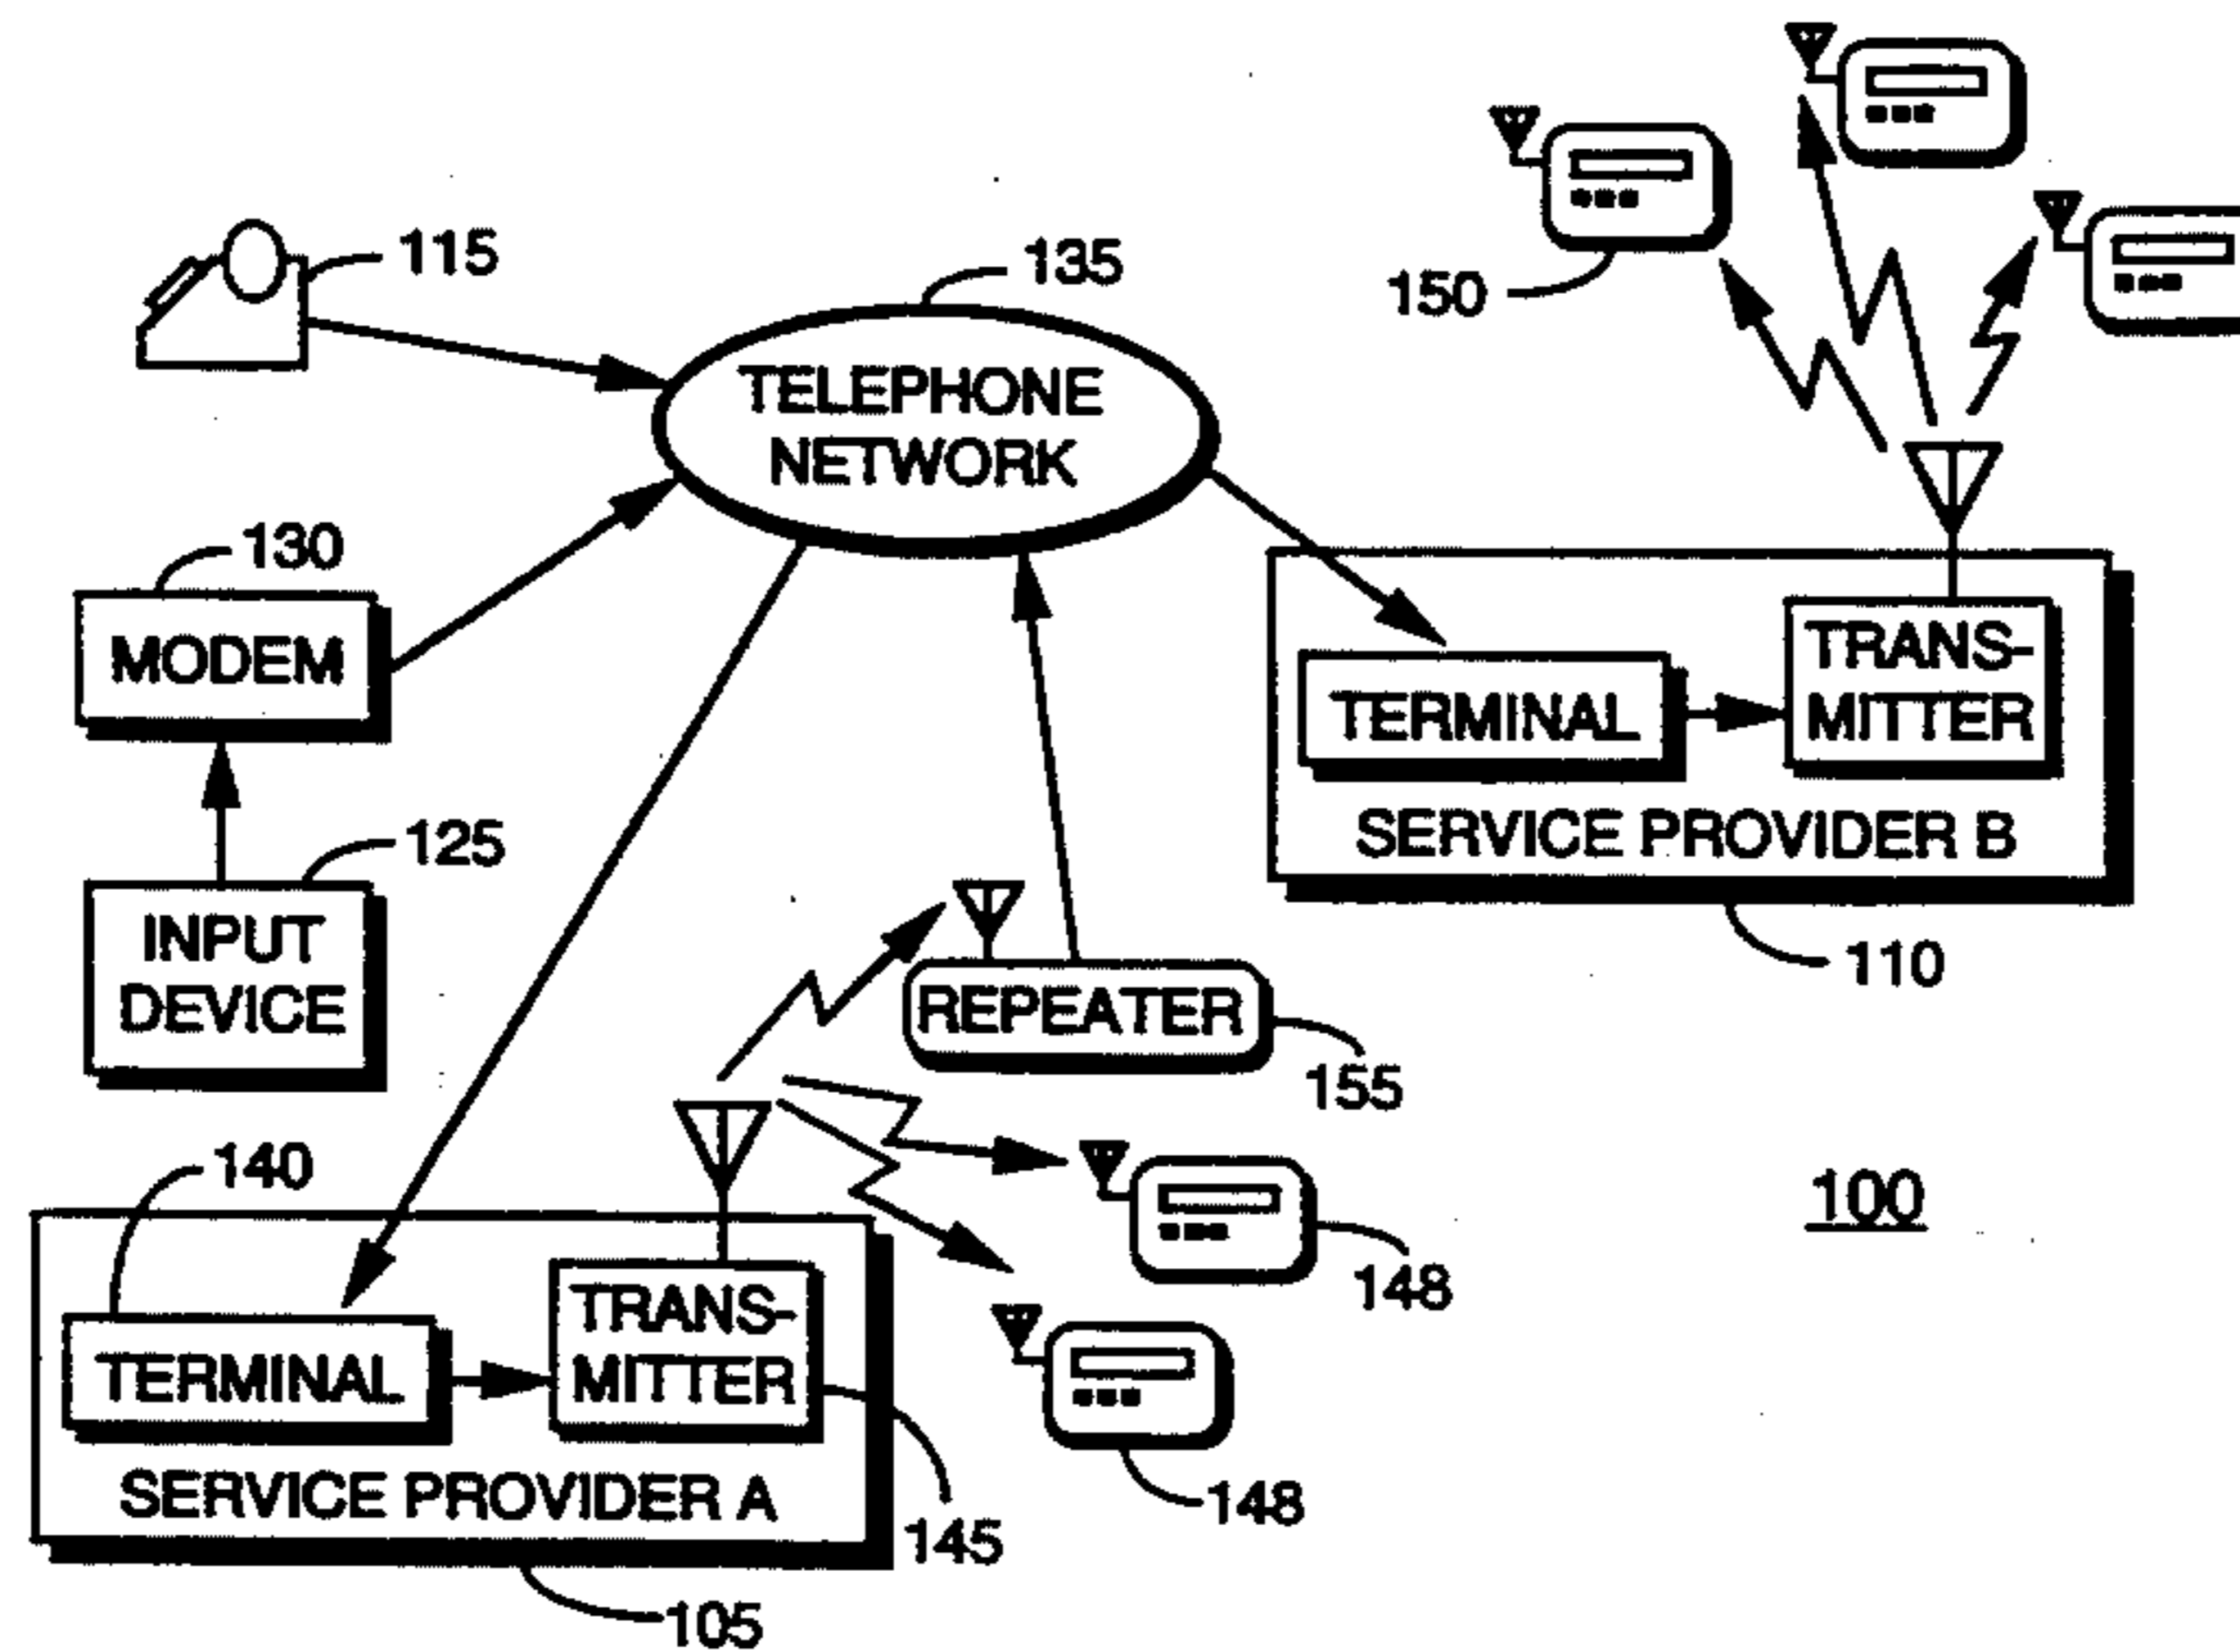 115
135
150
TELEPHONE
NETWORK
130
MODEM
TRANS-
MITTER
TERMINAL
SERVICE PROVIDER B
110
125
INPUT
DEVICE
REPEATER
155
140
148
100
TRANS-
MITTER
TERMINAL
SERVICE PROVIDER A
145
148
105